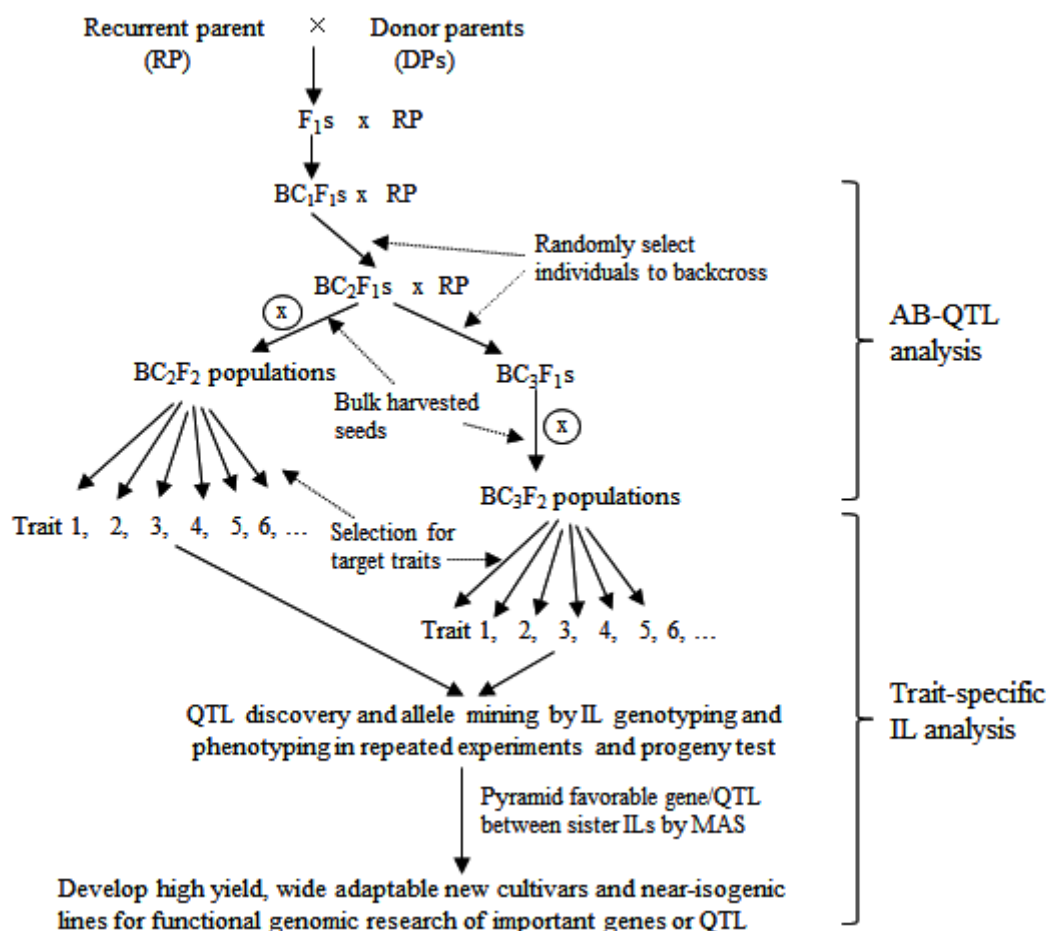 Recurrent parent × Donor parents
(RP) (DPs)
F₁s x RP
BC₁F₁s x RP
Randomly select
individuals to backcross
BC₂F₁s x RP
x
AB-QTL
analysis
BC₂F₂ populations
BC₃F₁s
Bulk harvested
seeds
x
BC₃F₂ populations
Trait 1, 2, 3, 4, 5, 6, ...
Selection for
target traits
Trait 1, 2, 3, 4, 5, 6, ...
Trait-specific
IL analysis
QTL discovery and allele mining by IL genotyping and
phenotyping in repeated experiments and progeny test
Pyramid favorable gene/QTL
between sister ILs by MAS
Develop high yield, wide adaptable new cultivars and near-isogenic
lines for functional genomic research of important genes or QTL